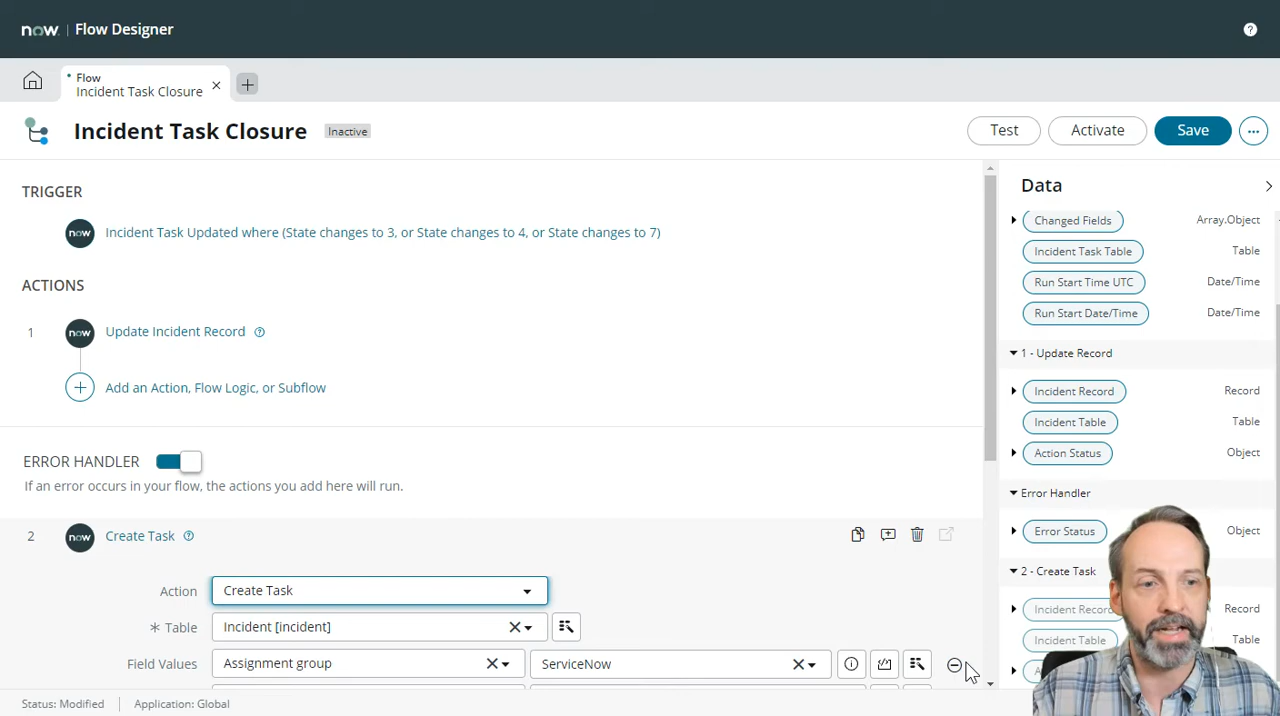 now. | Flow Designer
Flow
Incident Task Closure
Incident Task Closure
Inactive
Test
Activate
Save
TRIGGER
now
Incident Task Updated where (State changes to 3, or State changes to 4, or State changes to 7)
ACTIONS
1
now
Update Incident Record
Add an Action, Flow Logic, or Subflow
ERROR HANDLER
If an error occurs in your flow, the actions you add here will run.
2
now
Create Task
Action
Create Task
* Table
Incident [incident]
Field Values
Assignment group
ServiceNow
Data
Changed Fields
Array.Object
Incident Task Table
Table
Run Start Time UTC
Date/Time
Run Start Date/Time
Date/Time
1 - Update Record
Incident Record
Record
Incident Table
Table
Action Status
Object
Error Handler
Error Status
Object
2 - Create Task
Incident Record
Record
Incident Table
Table
Status: Modified
Application: Global